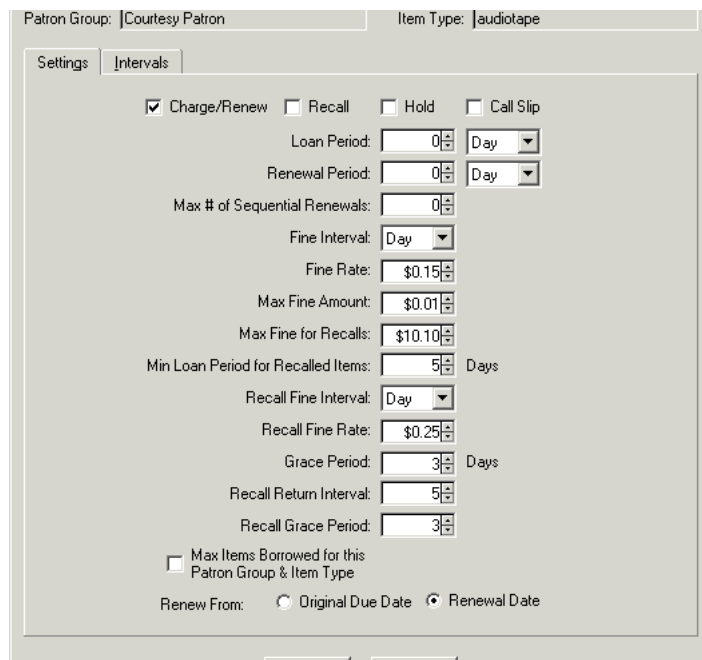 Patron Group: Courtesy Patron Item Type: audiotape
Settings Intervals
Charge/Renew Recall Hold Call Slip
Loan Period: 0 Day
Renewal Period: 0 Day
Max # of Sequential Renewals: 0
Fine Interval: Day
Fine Rate: $0.15
Max Fine Amount: $0.01
Max Fine for Recalls: $10.10
Min Loan Period for Recalled Items: 5 Days
Recall Fine Interval: Day
Recall Fine Rate: $0.25
Grace Period: 3 Days
Recall Return Interval: 5
Recall Grace Period: 3
Max Items Borrowed for this
Patron Group & Item Type
Renew From: Original Due Date Renewal Date